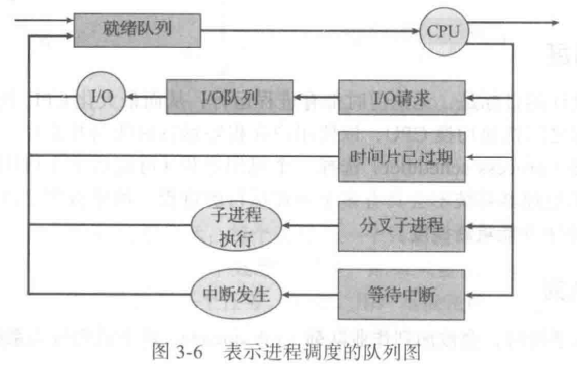 就绪队列
CPU
I/O
I/O队列
I/O请求
时间片已过期
子进程
执行
分叉子进程
中断发生
等待中断
图 3-6 表示进程调度的队列图